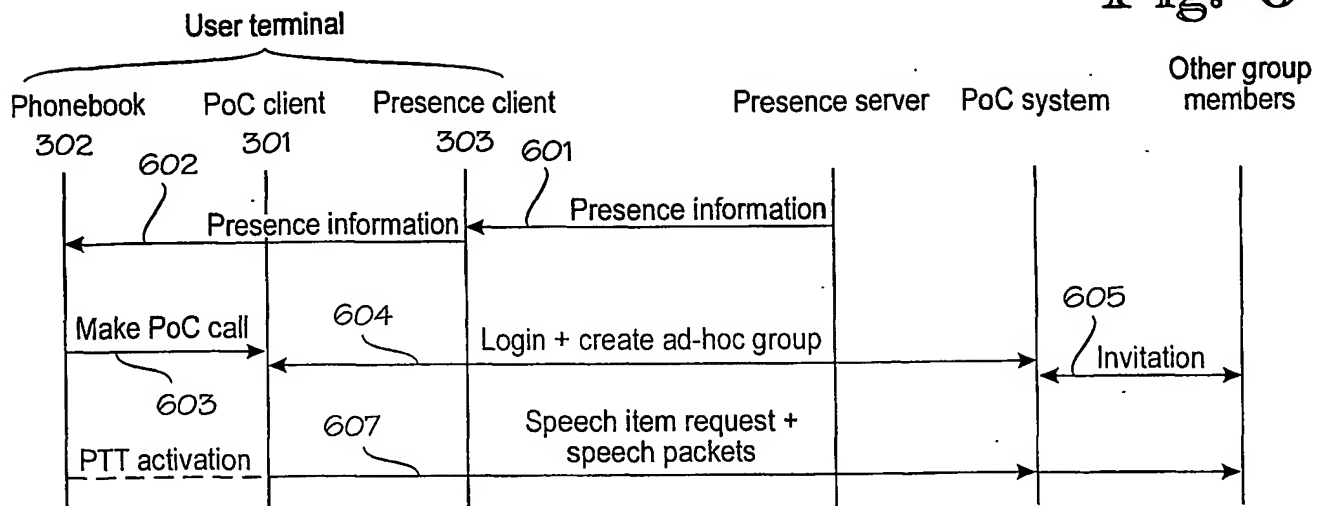 Fig. 6
User terminal
Phonebook
302
PoC client
301
Presence client
303
Presence server
PoC system
Other group
members
602
601
Presence information
Presence information
Make PoC call
603
604
Login + create ad-hoc group
605
Invitation
PTT activation
607
Speech item request +
speech packets